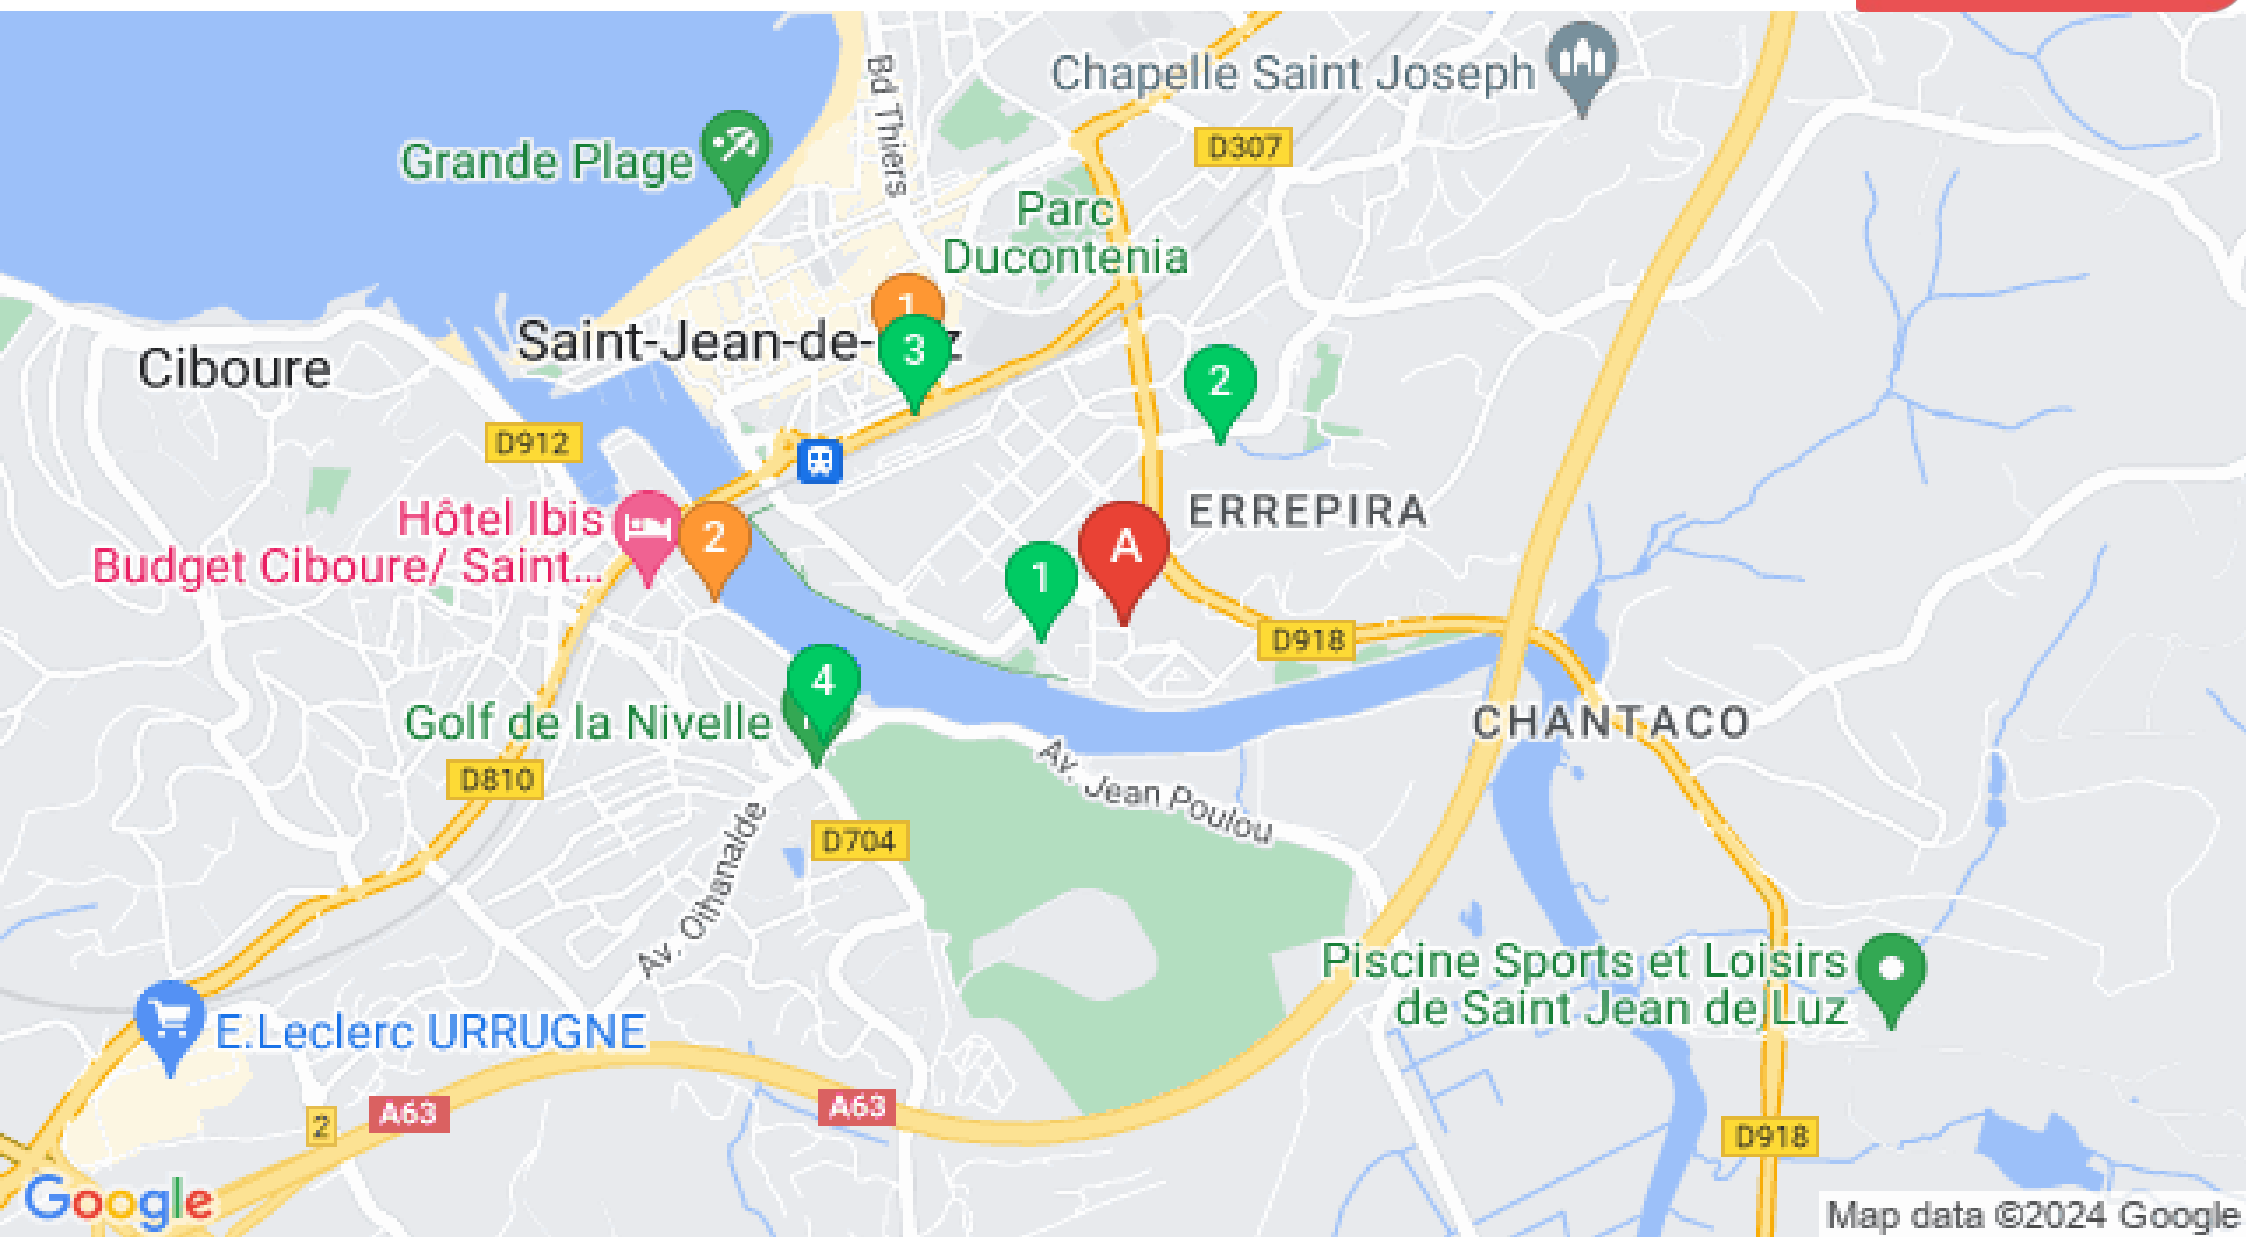 Bd Thiers
Chapelle Saint Joseph
D307
Grande Plage
Parc
Ducontenia
1
Saint-Jean-de-
z
3
Ciboure
2
D912
ERREPIRA
Hôtel Ibis
Budget Ciboure/ Saint...
2
A
1
D918
4
Golf de la Nivelle
CHANTACO
D810
Av. Jean Poulou
D704
Av. Olhanalde
Piscine Sports et Loisirs
de Saint Jean de Luz
E.Leclerc URRUGNE
A63
A63
2
D918
Google
Map data ©2024 Google